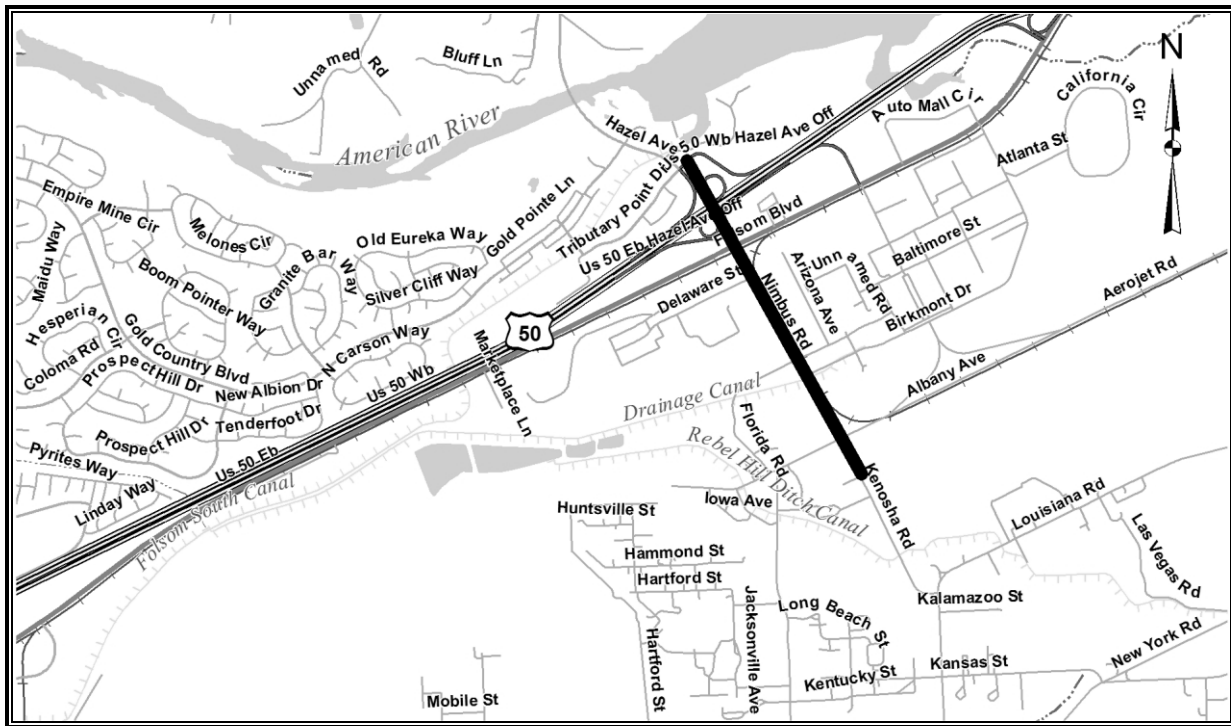 N
Bluff Ln
Unnamed Rd
California Cir
Auto Mall Cir
American River
Hazel Ave
Us 50 Wb Hazel Ave Off
Atlanta St
Tributary Point Dr
Gold Pointe Ln
Empire Mine Cir
Melones Cir
Old Eureka Way
Us 50 Eb Hazel Ave Off
Folsom Blvd
Baltimore St
Maidu Way
Boom Pointer Way
Granite Bar Way
Silver Cliff Way
Delaware St
Nimbus Rd
Arizona Ave
Unnamed Rd
Birkmont Dr
Aerojet Rd
Hesperian Cir
Coloma Rd
Gold Country Blvd
N Carson Way
50
Marketplace Ln
Albany Ave
Prospect Hill Dr
New Albion Dr
Us 50 Wb
Drainage Canal
Prospect Hill Dr
Tenderfoot Dr
Florida Rd
Rebel Hill Ditch Canal
Pyrites Way
Us 50 Eb
Linday Way
Folsom South Canal
Iowa Ave
Kenosha Rd
Louisiana Rd
Las Vegas Rd
Huntsville St
Hammond St
Hartford St
Jacksonville Ave
Long Beach St
Kalamazoo St
Hartford St
Kentucky St
Kansas St
New York Rd
Mobile St